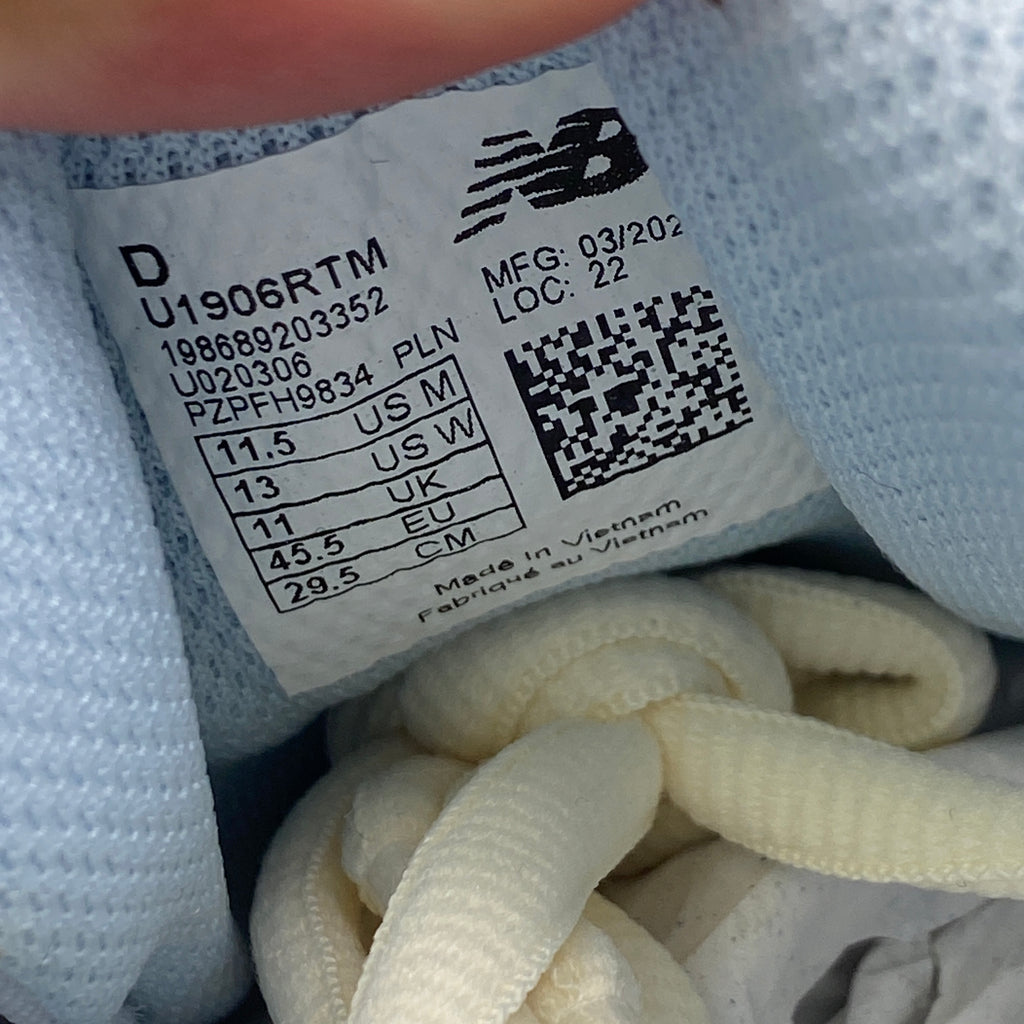 NB
D
U1906RTM
198689203352
U020306
PZPFH9834 PLN
11.5 US M
13 US W
11 UK
45.5 EU
29.5 CM
MFG: 03/202
LOC: 22
Made in Vietnam
Fabriqué au Vietnam